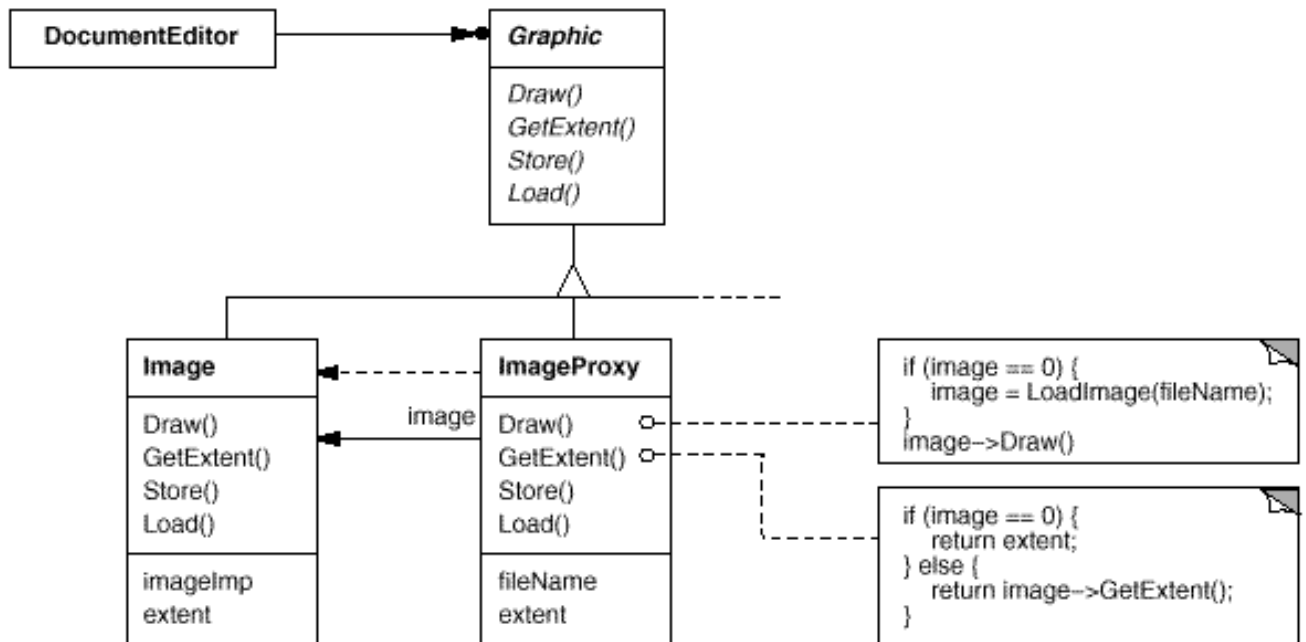 DocumentEditor
Graphic
Draw()
GetExtent()
Store()
Load()
Image
Draw()
GetExtent()
Store()
Load()
imageImp
extent
image
ImageProxy
Draw()
GetExtent()
Store()
Load()
fileName
extent
if (image == 0) {
image = LoadImage(fileName);
}
image->Draw()
if (image == 0) {
return extent;
} else {
return image->GetExtent();
}